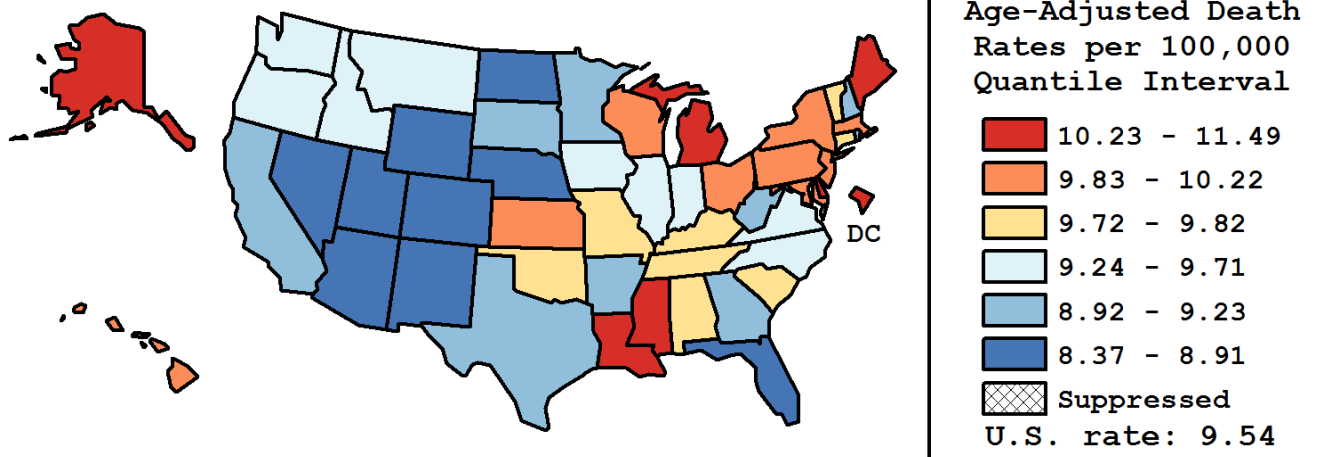 Age-Adjusted Death
Rates per 100,000
Quantile Interval
10.23 - 11.49
9.83 - 10.22
9.72 - 9.82
9.24 - 9.71
8.92 - 9.23
8.37 - 8.91
Suppressed
U.S. rate: 9.54
DC